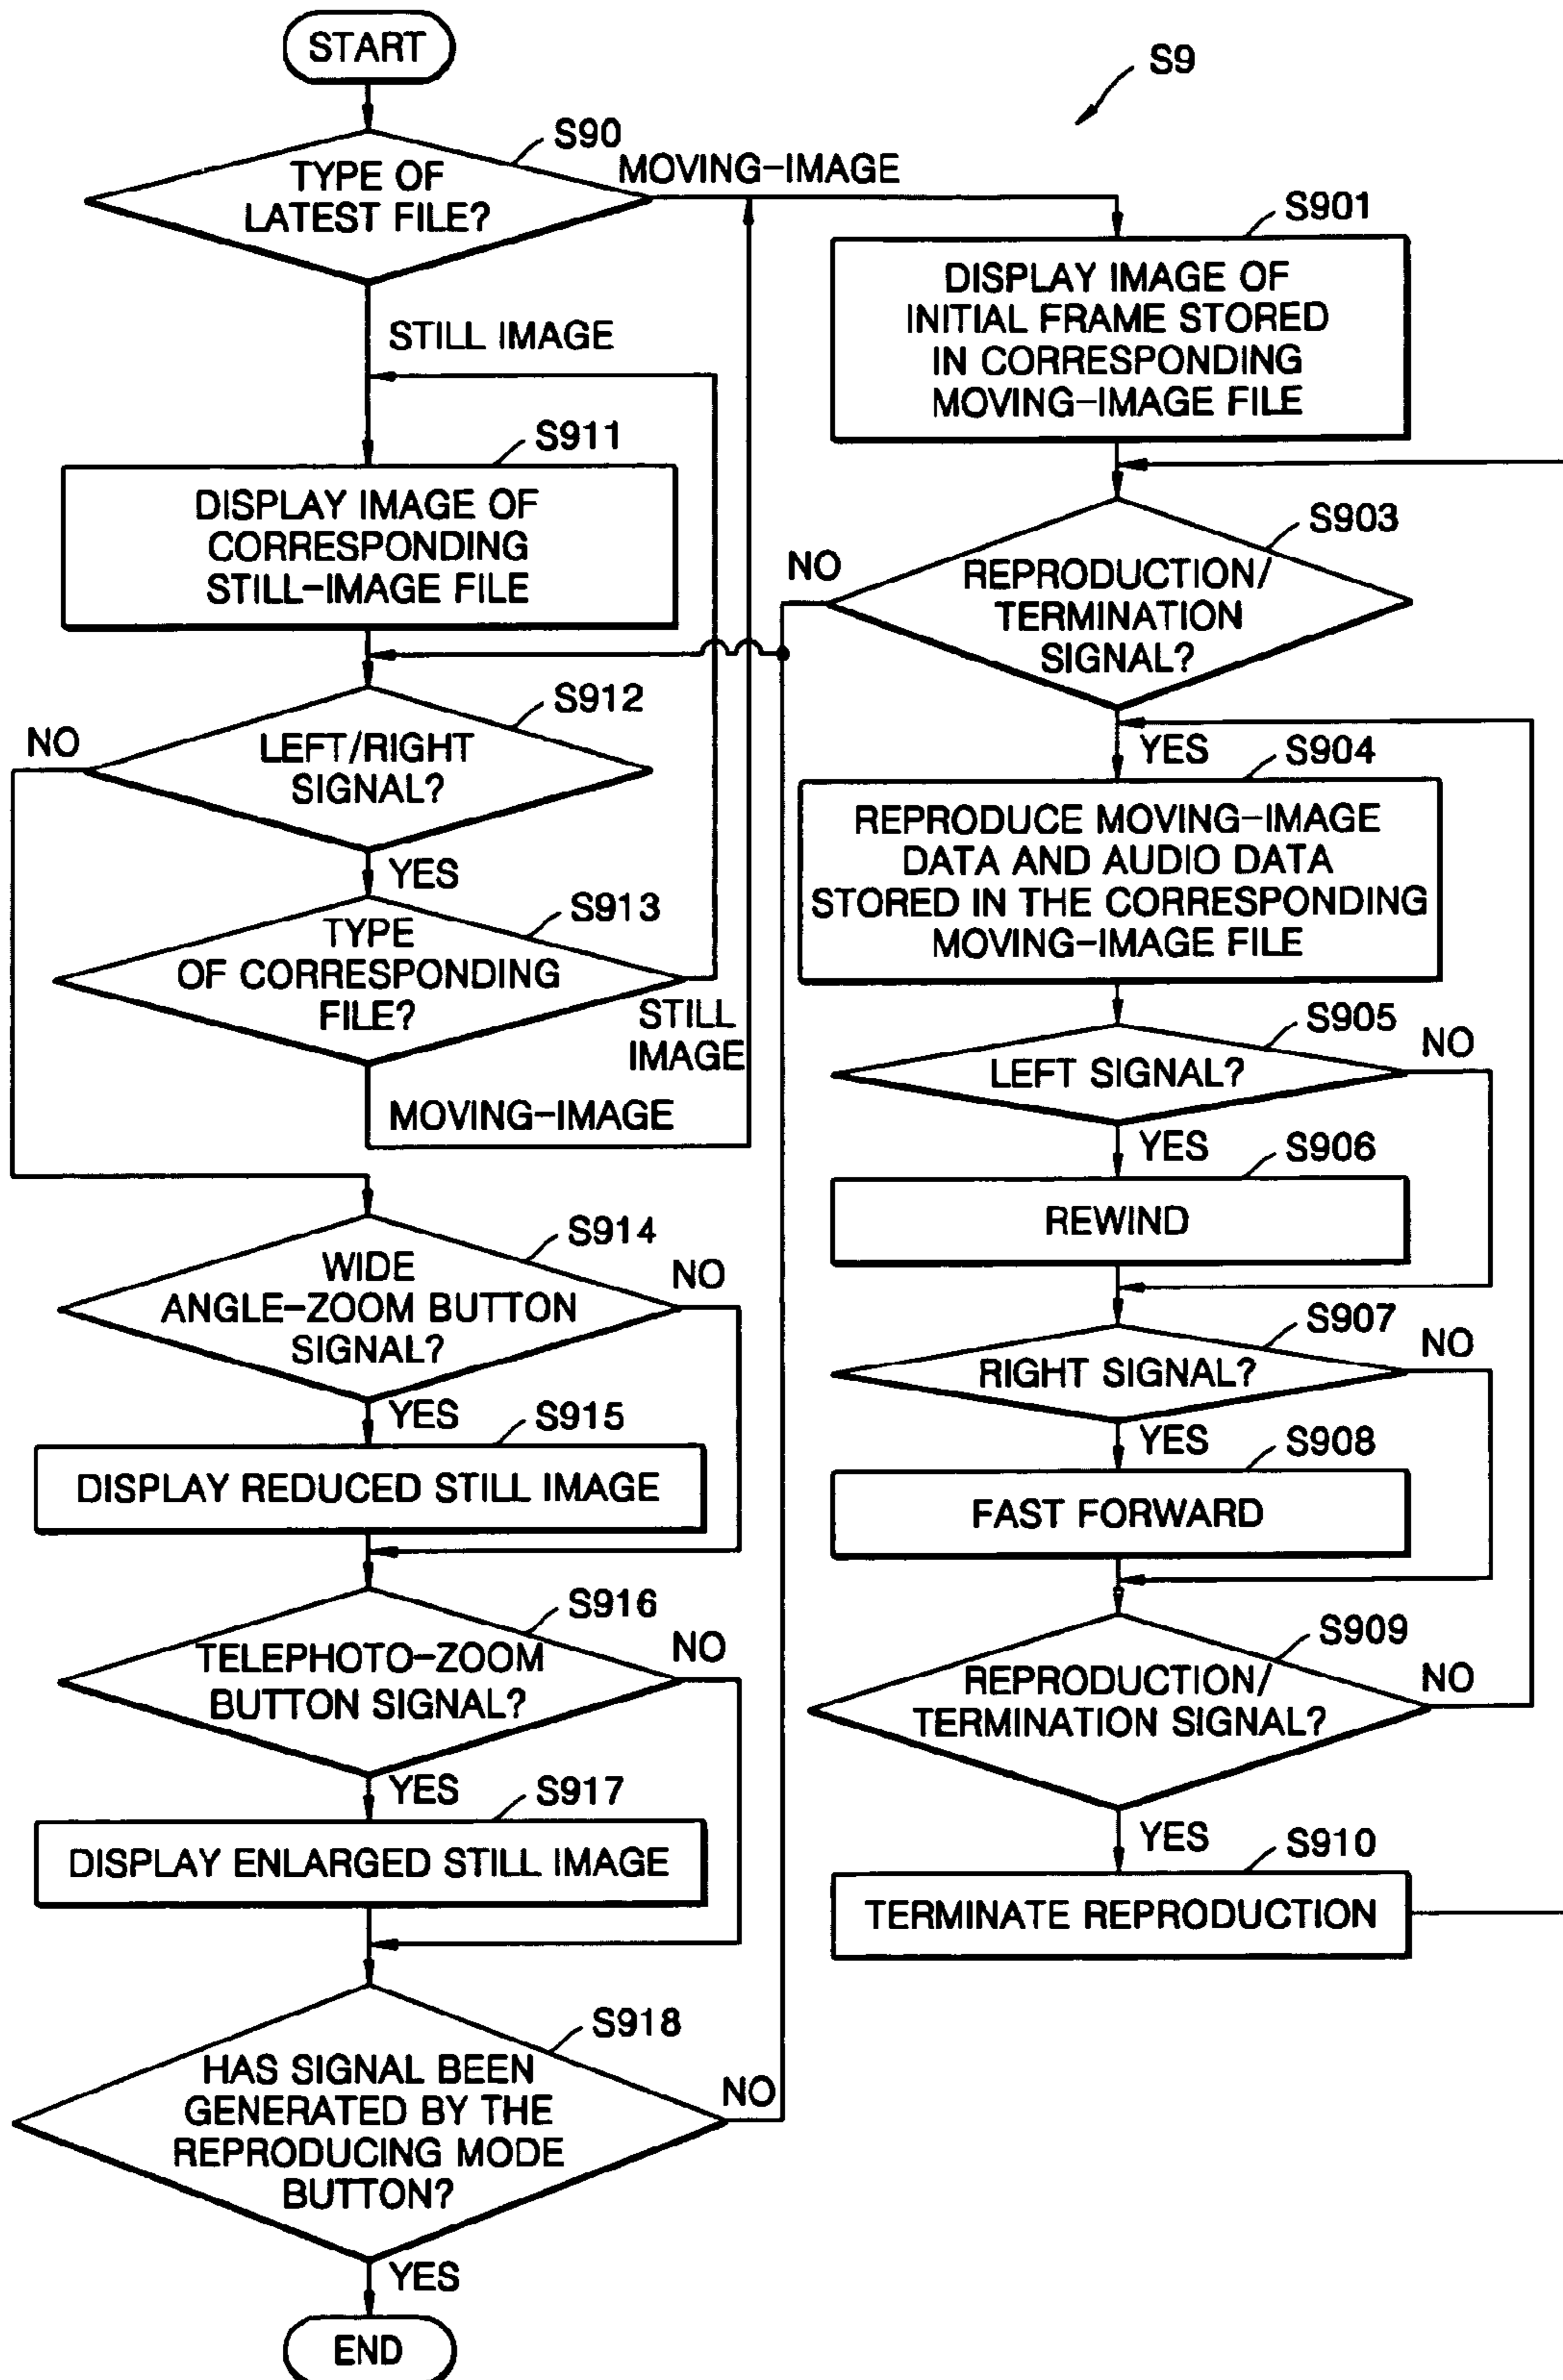 START
S9
S90
TYPE OF
LATEST FILE?
MOVING-IMAGE
STILL IMAGE
S911
DISPLAY IMAGE OF
CORRESPONDING
STILL-IMAGE FILE
S912
LEFT/RIGHT
SIGNAL?
NO
YES
S913
TYPE
OF CORRESPONDING
FILE?
STILL
IMAGE
MOVING-IMAGE
S914
WIDE
ANGLE-ZOOM BUTTON
SIGNAL?
NO
YES
S915
DISPLAY REDUCED STILL IMAGE
S916
TELEPHOTO-ZOOM
BUTTON SIGNAL?
NO
YES
S917
DISPLAY ENLARGED STILL IMAGE
S918
HAS SIGNAL BEEN
GENERATED BY THE
REPRODUCING MODE
BUTTON?
NO
YES
END
S901
DISPLAY IMAGE OF
INITIAL FRAME STORED
IN CORRESPONDING
MOVING-IMAGE FILE
S903
NO
REPRODUCTION/
TERMINATION
SIGNAL?
YES
S904
REPRODUCE MOVING-IMAGE
DATA AND AUDIO DATA
STORED IN THE CORRESPONDING
MOVING-IMAGE FILE
S905
LEFT SIGNAL?
NO
YES
S906
REWIND
S907
RIGHT SIGNAL?
NO
YES
S908
FAST FORWARD
S909
REPRODUCTION/
TERMINATION SIGNAL?
NO
YES
S910
TERMINATE REPRODUCTION